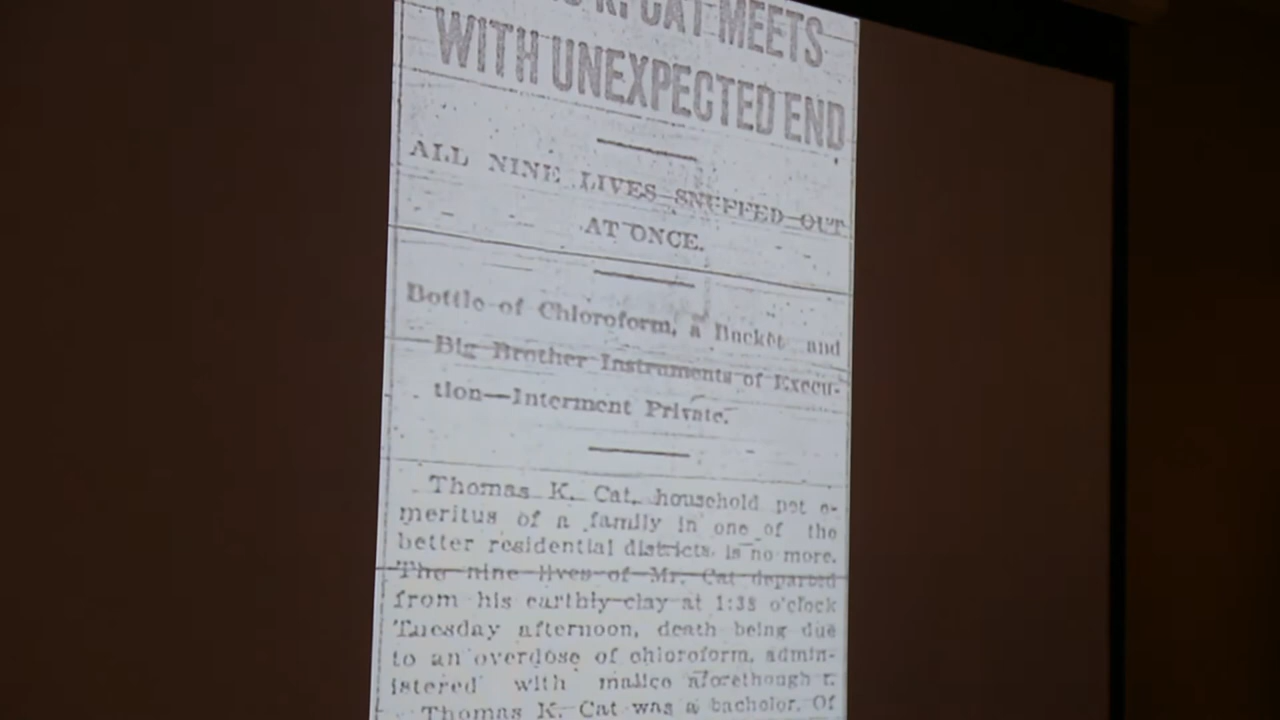 K. CAT MEETS
WITH UNEXPECTED END
ALL NINE LIVES SNUFFED OUT
AT ONCE.
Bottle of Chloroform, a Bucket and
Big Brother Instruments of Execu-
tion—Interment Private.
Thomas K. Cat, household pet e-
meritus of a family in one of the
better residential districts, is no more.
The nine lives of Mr. Cat departed
from his earthly clay at 1:38 o'clock
Tuesday afternoon, death being due
to an overdose of chloroform, admin-
istered with malice aforethought.
Thomas K. Cat was a bachelor. Of